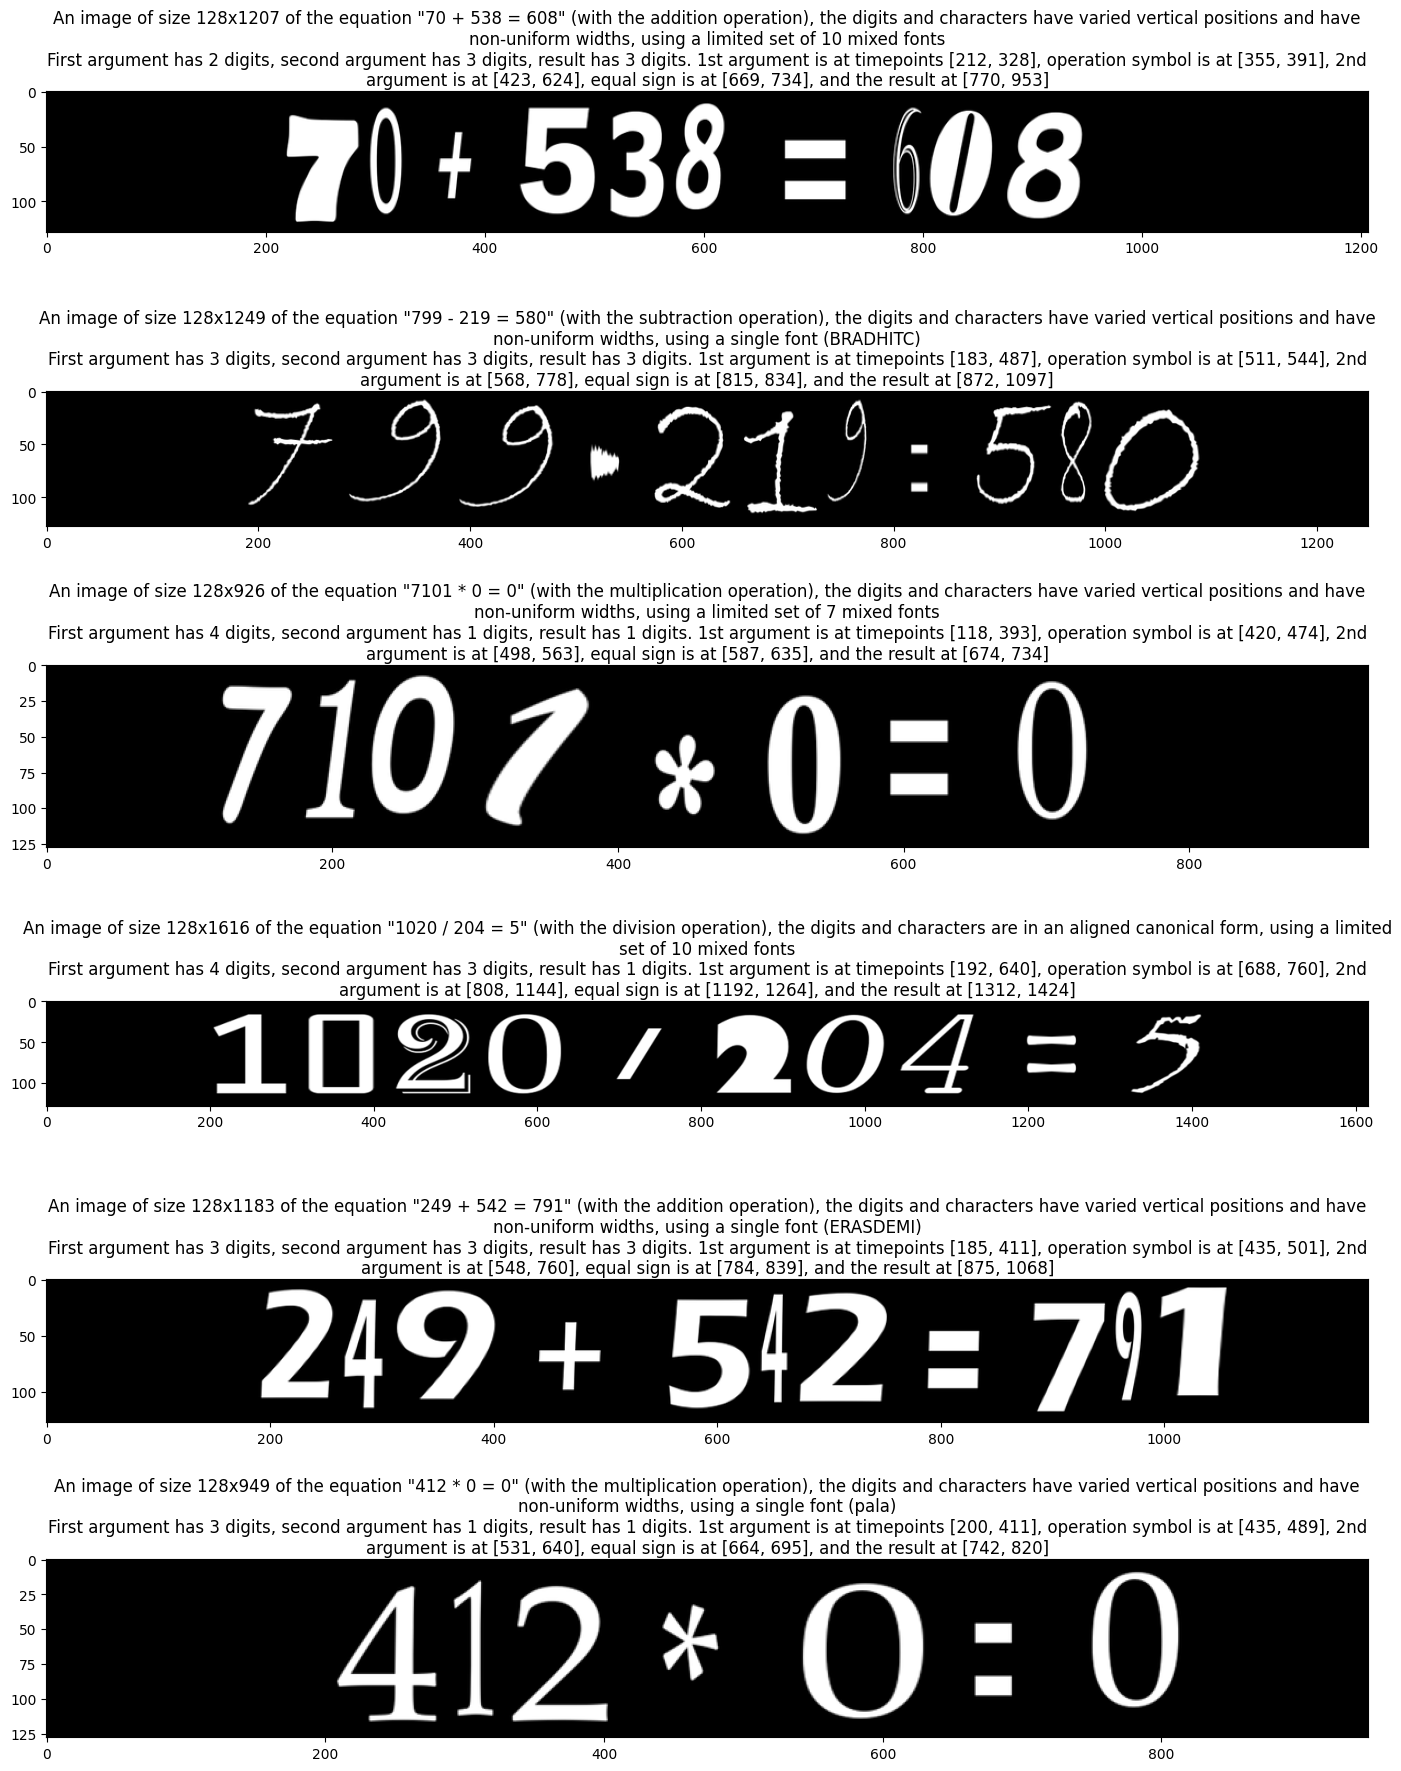 An image of size 128x1207 of the equation "70 + 538 = 608" (with the addition operation), the digits and characters have varied vertical positions and have
non-uniform widths, using a limited set of 10 mixed fonts
First argument has 2 digits, second argument has 3 digits, result has 3 digits. 1st argument is at timepoints [212, 328], operation symbol is at [355, 391], 2nd
argument is at [423, 624], equal sign is at [669, 734], and the result at [770, 953]
0
50
100
70 + 538 = 608
0 200 400 600 800 1000 1200
An image of size 128x1249 of the equation "799 - 219 = 580" (with the subtraction operation), the digits and characters have varied vertical positions and have
non-uniform widths, using a single font (BRADHITC)
First argument has 3 digits, second argument has 3 digits, result has 3 digits. 1st argument is at timepoints [183, 487], operation symbol is at [511, 544], 2nd
argument is at [568, 778], equal sign is at [815, 834], and the result at [872, 1097]
0
50
100
799 - 219 = 580
0 200 400 600 800 1000 1200
An image of size 128x926 of the equation "7101 * 0 = 0" (with the multiplication operation), the digits and characters have varied vertical positions and have
non-uniform widths, using a limited set of 7 mixed fonts
First argument has 4 digits, second argument has 1 digits, result has 1 digits. 1st argument is at timepoints [118, 393], operation symbol is at [420, 474], 2nd
argument is at [498, 563], equal sign is at [587, 635], and the result at [674, 734]
0
25
50
75
100
125
7101 * 0 = 0
0 200 400 600 800
An image of size 128x1616 of the equation "1020 / 204 = 5" (with the division operation), the digits and characters are in an aligned canonical form, using a limited
set of 10 mixed fonts
First argument has 4 digits, second argument has 3 digits, result has 1 digits. 1st argument is at timepoints [192, 640], operation symbol is at [688, 760], 2nd
argument is at [808, 1144], equal sign is at [1192, 1264], and the result at [1312, 1424]
0
50
100
1020 / 204 = 5
0 200 400 600 800 1000 1200 1400 1600
An image of size 128x1183 of the equation "249 + 542 = 791" (with the addition operation), the digits and characters have varied vertical positions and have
non-uniform widths, using a single font (ERASDEMI)
First argument has 3 digits, second argument has 3 digits, result has 3 digits. 1st argument is at timepoints [185, 411], operation symbol is at [435, 501], 2nd
argument is at [548, 760], equal sign is at [784, 839], and the result at [875, 1068]
0
50
100
249 + 542 = 791
0 200 400 600 800 1000
An image of size 128x949 of the equation "412 * 0 = 0" (with the multiplication operation), the digits and characters have varied vertical positions and have
non-uniform widths, using a single font (pala)
First argument has 3 digits, second argument has 1 digits, result has 1 digits. 1st argument is at timepoints [200, 411], operation symbol is at [435, 489], 2nd
argument is at [531, 640], equal sign is at [664, 695], and the result at [742, 820]
0
25
50
75
100
125
412 * 0 = 0
0 200 400 600 800